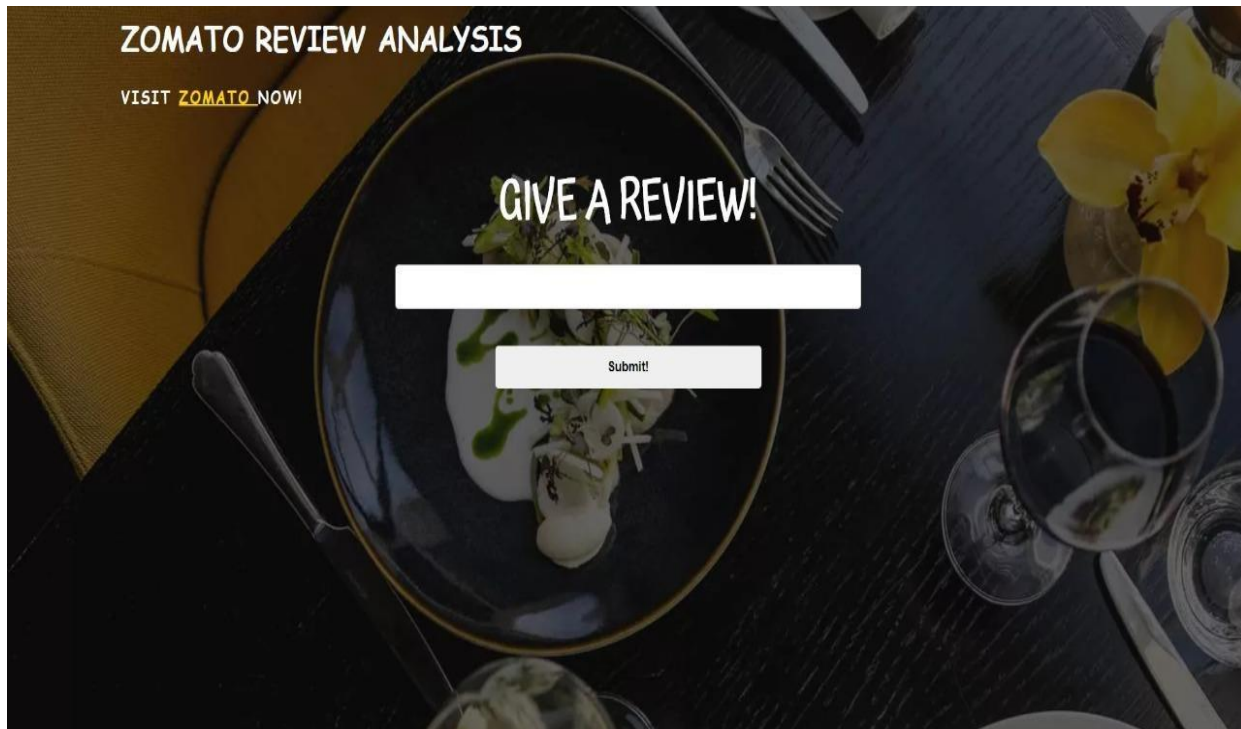 ZOMATO REVIEW ANALYSIS
VISIT ZOMATO NOW!
GIVE A REVIEW!
Submit!